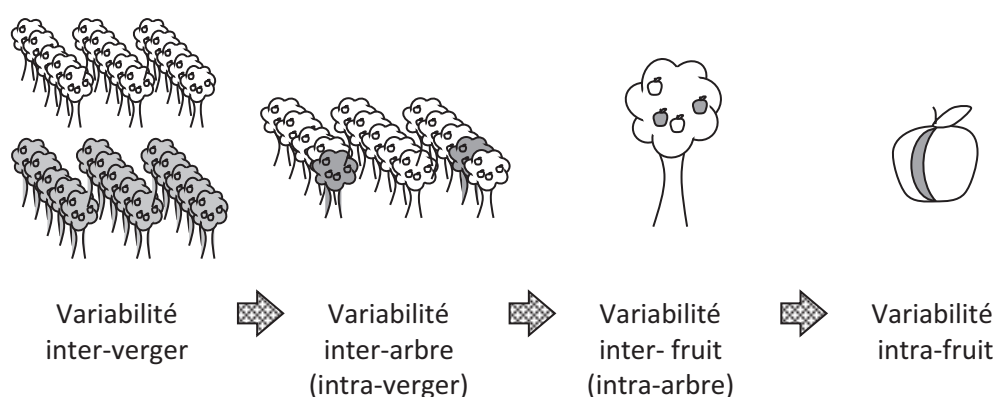 Variabilité
inter-verger
Variabilité
inter-arbre
(intra-verger)
Variabilité
inter- fruit
(intra-arbre)
Variabilité
intra-fruit